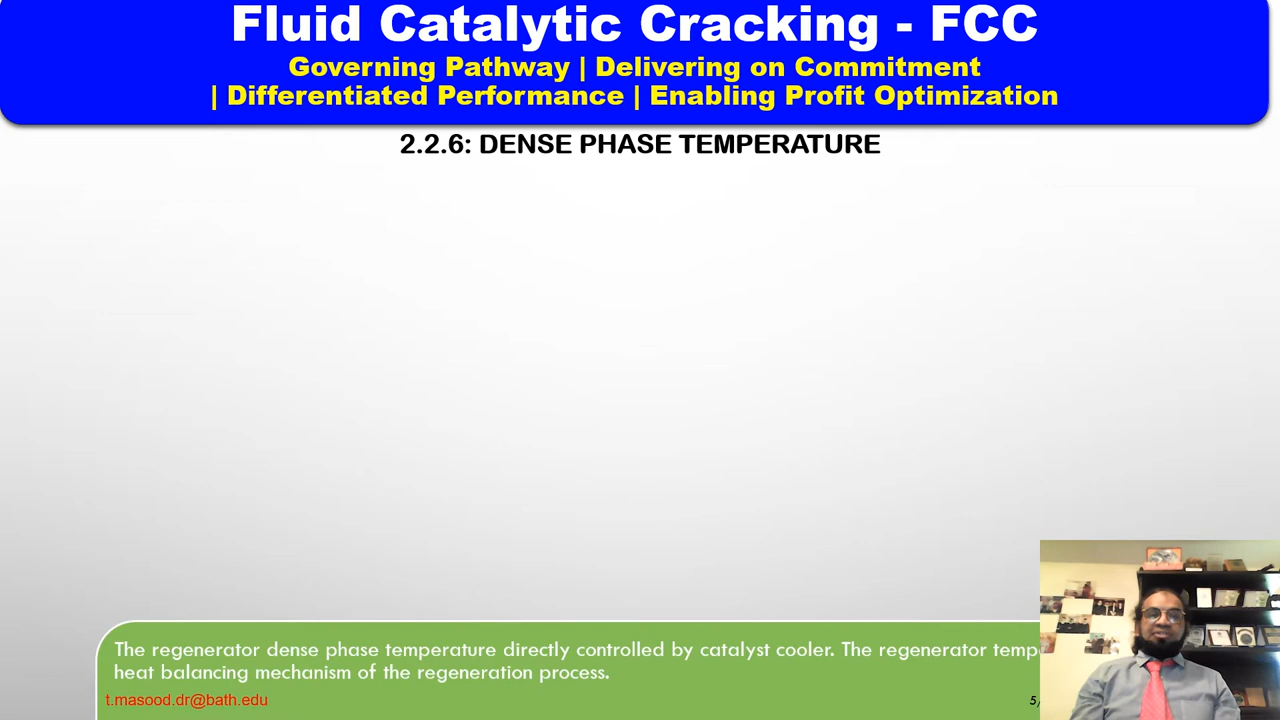 Fluid Catalytic Cracking - FCC
Governing Pathway | Delivering on Commitment
| Differentiated Performance | Enabling Profit Optimization
2.2.6: DENSE PHASE TEMPERATURE
The regenerator dense phase temperature directly controlled by catalyst cooler. The regenerator
heat balancing mechanism of the regeneration process.
t.masood.dr@bath.edu
5/